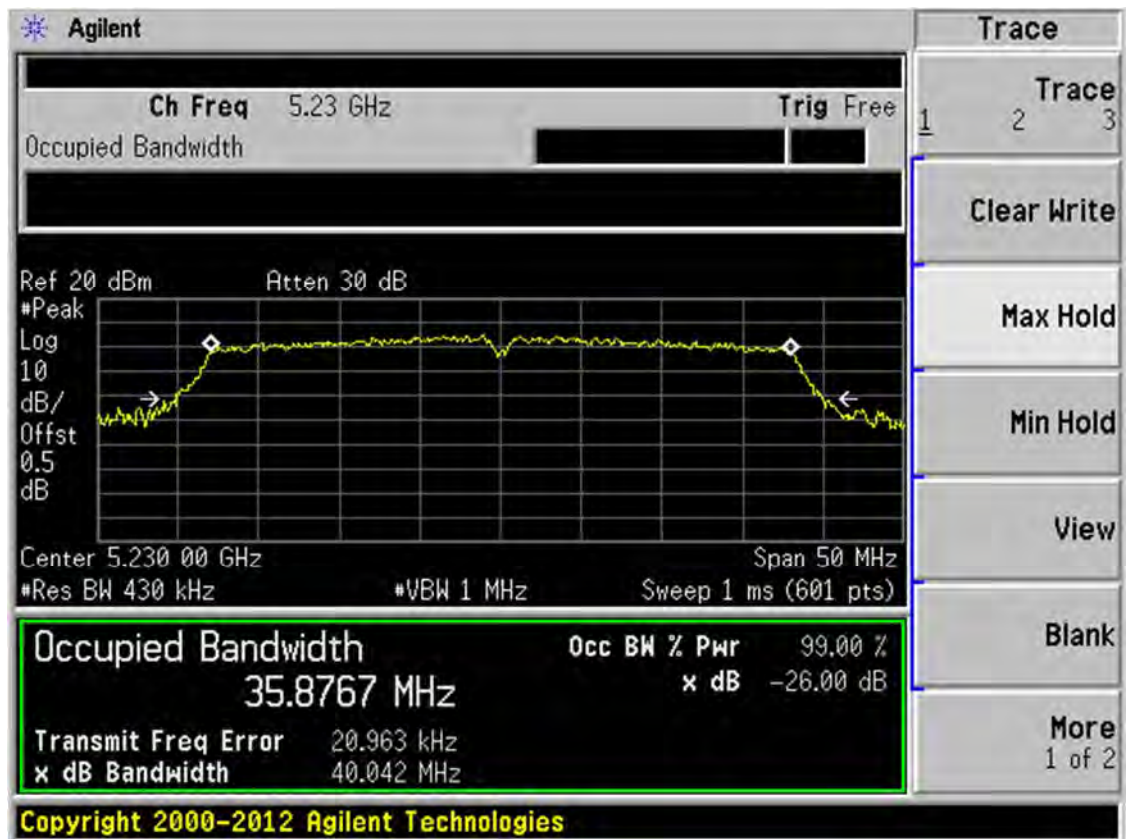 Agilent
Trace
Ch Freq 5.23 GHz Trig Free
Occupied Bandwidth
Trace
1 2 3
Clear Write
Max Hold
Min Hold
View
Blank
More
1 of 2
Ref 20 dBm Atten 30 dB
#Peak
Log
10
dB/
Offst
0.5
dB
Center 5.230 00 GHz Span 50 MHz
#Res BW 430 kHz #VBW 1 MHz Sweep 1 ms (601 pts)
Occupied Bandwidth
35.8767 MHz
Occ BW % Pwr 99.00 %
x dB -26.00 dB
Transmit Freq Error 20.963 kHz
x dB Bandwidth 40.042 MHz
Copyright 2000-2012 Agilent Technologies